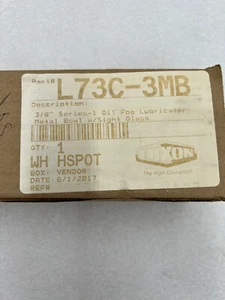 Part#
L73C-3MB
Description:
3/8" Series-1 Oil Fog Lubricator
Metal Bowl w/Sight Glass
QTY: 1
WH HSPOT
BOX: VENDOR
DATE: 6/1/2017
REF#
DIXON
The Right Connection